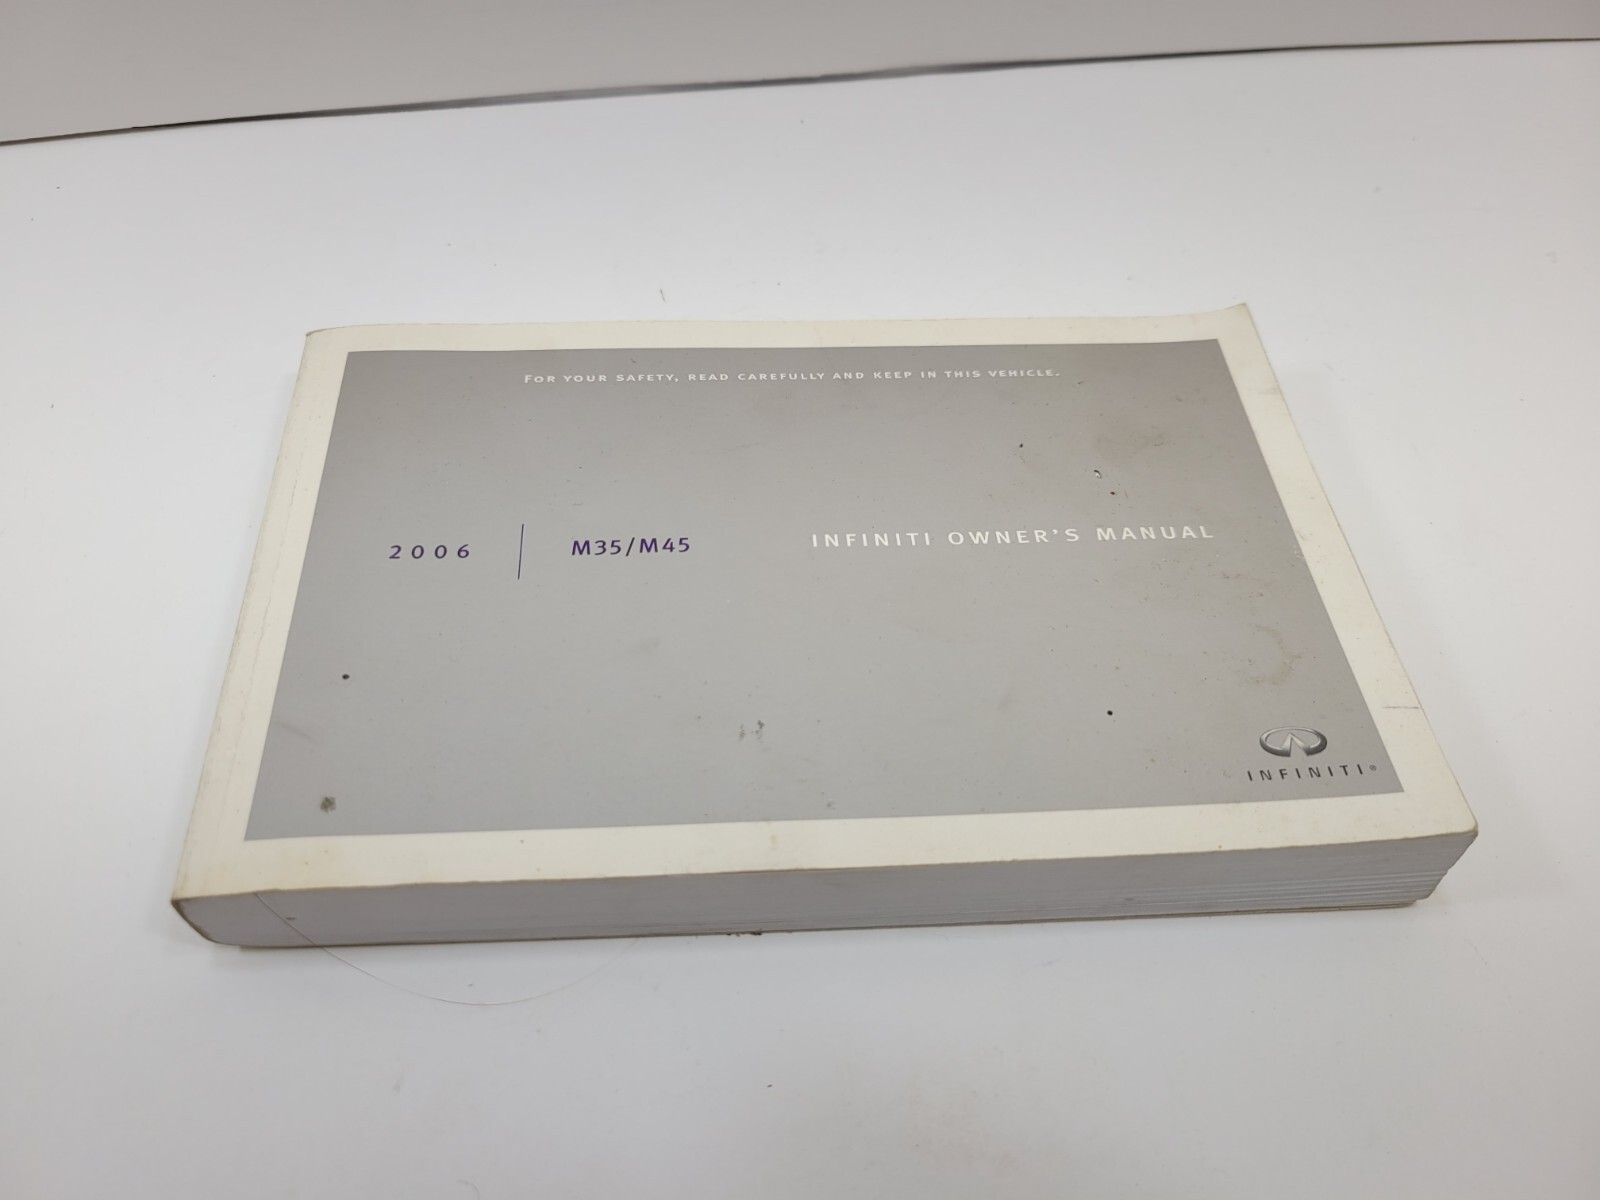 FOR YOUR SAFETY, READ CAREFULLY AND KEEP IN THIS VEHICLE.
2006 | M35/M45 INFINITI OWNER'S MANUAL
INFINITI®